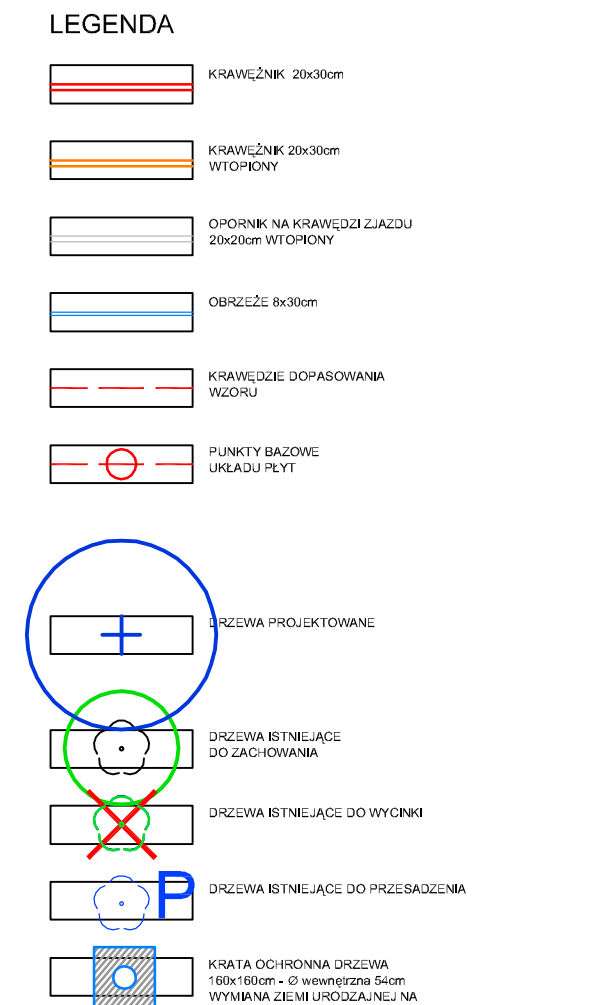 LEGENDA
KRAWĘŻNIK 20x30cm
KRAWĘŻNIK 20x30cm
WTOPIONY
OPORNIK NA KRAWĘDZI ZJAZDU
20x20cm WTOPIONY
OBRZEŻE 8x30cm
KRAWĘDZIE DOPASOWANIA
WZORU
PUNKTY BAZOWE
UKŁADU PŁYT
DRZEWA PROJEKTOWANE
DRZEWA ISTNIEJĄCE
DO ZACHOWANIA
DRZEWA ISTNIEJĄCE DO WYCINKI
P
DRZEWA ISTNIEJĄCE DO PRZESADZENIA
KRATA OCHRONNA DRZEWA
160x160cm - Ø wewnętrzna 54cm
WYMIANA ZIEMI URODZAJNEJ NA